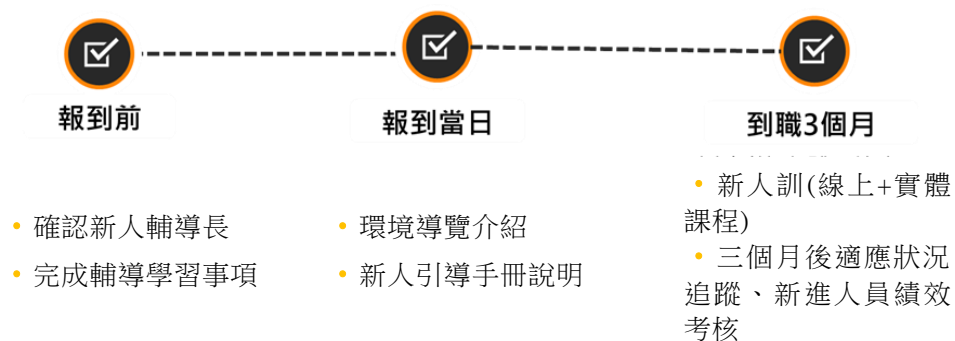 報到前
報到當日
到職3個月
• 確認新人輔導長
• 完成輔導學習事項
• 環境導覽介紹
• 新人引導手冊說明
• 新人訓(線上+實體
課程)
• 三個月後適應狀況
追蹤、新進人員績效
考核